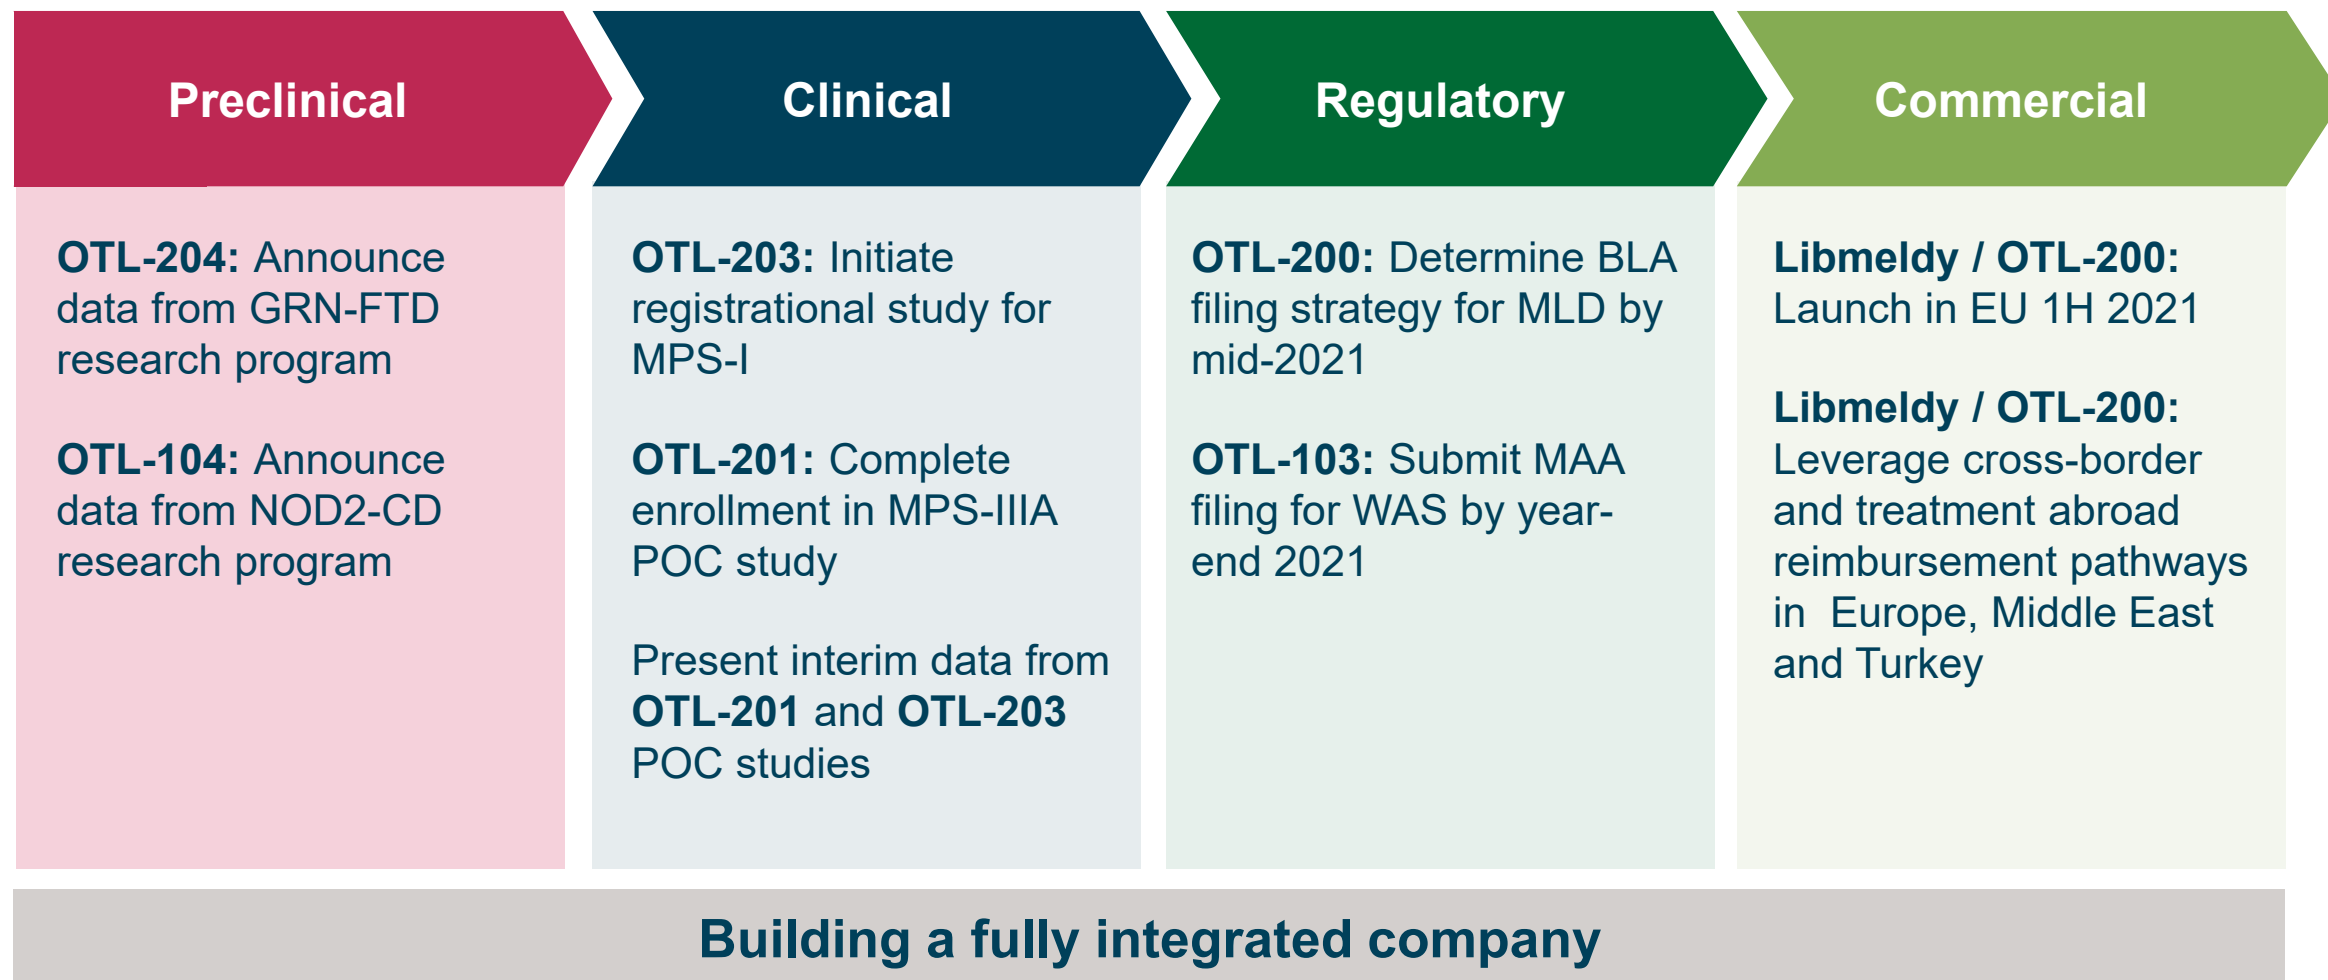 Preclinical
OTL-204: Announce
data from GRN-FTD
research program
OTL-104: Announce
data from NOD2-CD
research program
Clinical
OTL-203: Initiate
registrational study for
MPS-I
OTL-201: Complete
enrollment in MPS-IIIA
POC study
Present interim data from
OTL-201 and OTL-203
POC studies
Regulatory
OTL-200: Determine BLA
filing strategy for MLD by
mid-2021
OTL-103: Submit MAA
filing for WAS by year-
end 2021
Commercial
Libmeldy / OTL-200:
Launch in EU 1H 2021
Libmeldy / OTL-200:
Leverage cross-border
and treatment abroad
reimbursement pathways
in  Europe, Middle East
and Turkey
Building a fully integrated company